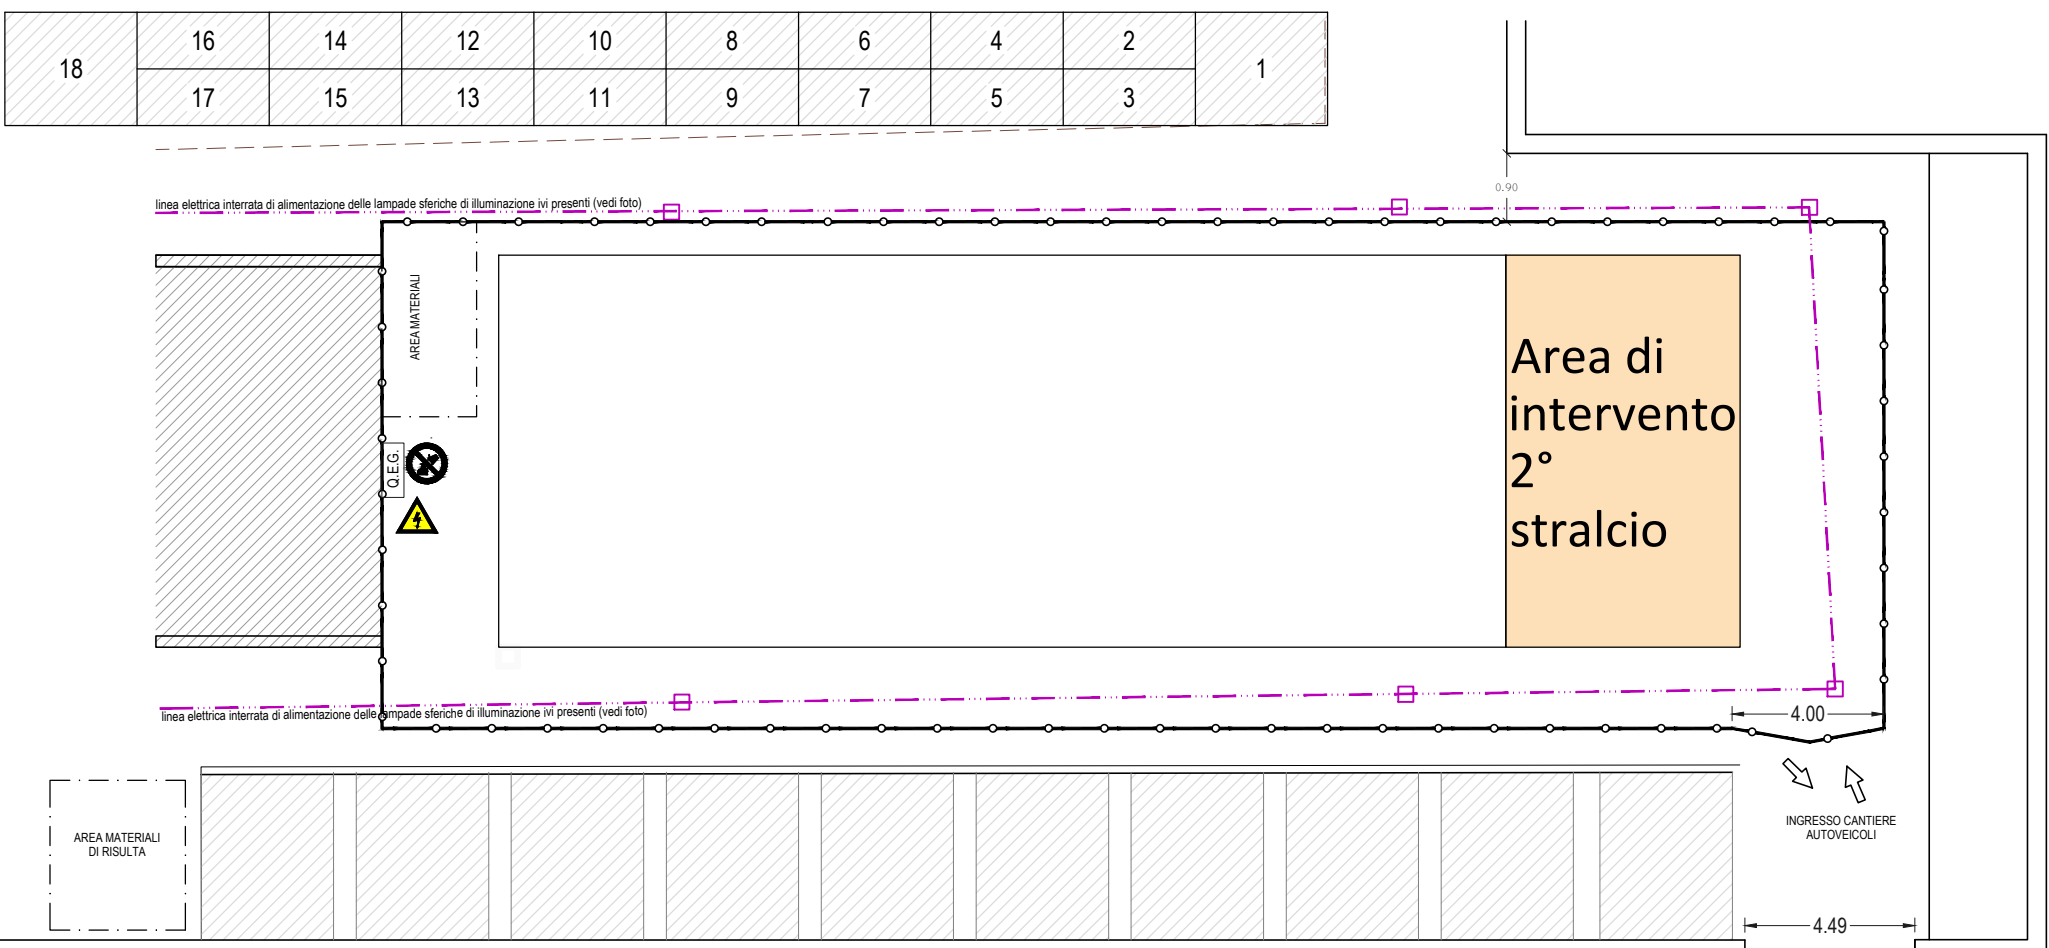 16 14 12 10 8 6 4 2
18 1
17 15 13 11 9 7 5 3
0.90
linea elettrica interrata di alimentazione delle lampade sferiche di illuminazione ivi presenti (vedi foto)
AREA MATERIALI
Q.E.G.
Area di
intervento
2°
stralcio
linea elettrica interrata di alimentazione delle lampade sferiche di illuminazione ivi presenti (vedi foto)
4.00
AREA MATERIALI
DI RISULTA
INGRESSO CANTIERE
AUTOVEICOLI
4.49